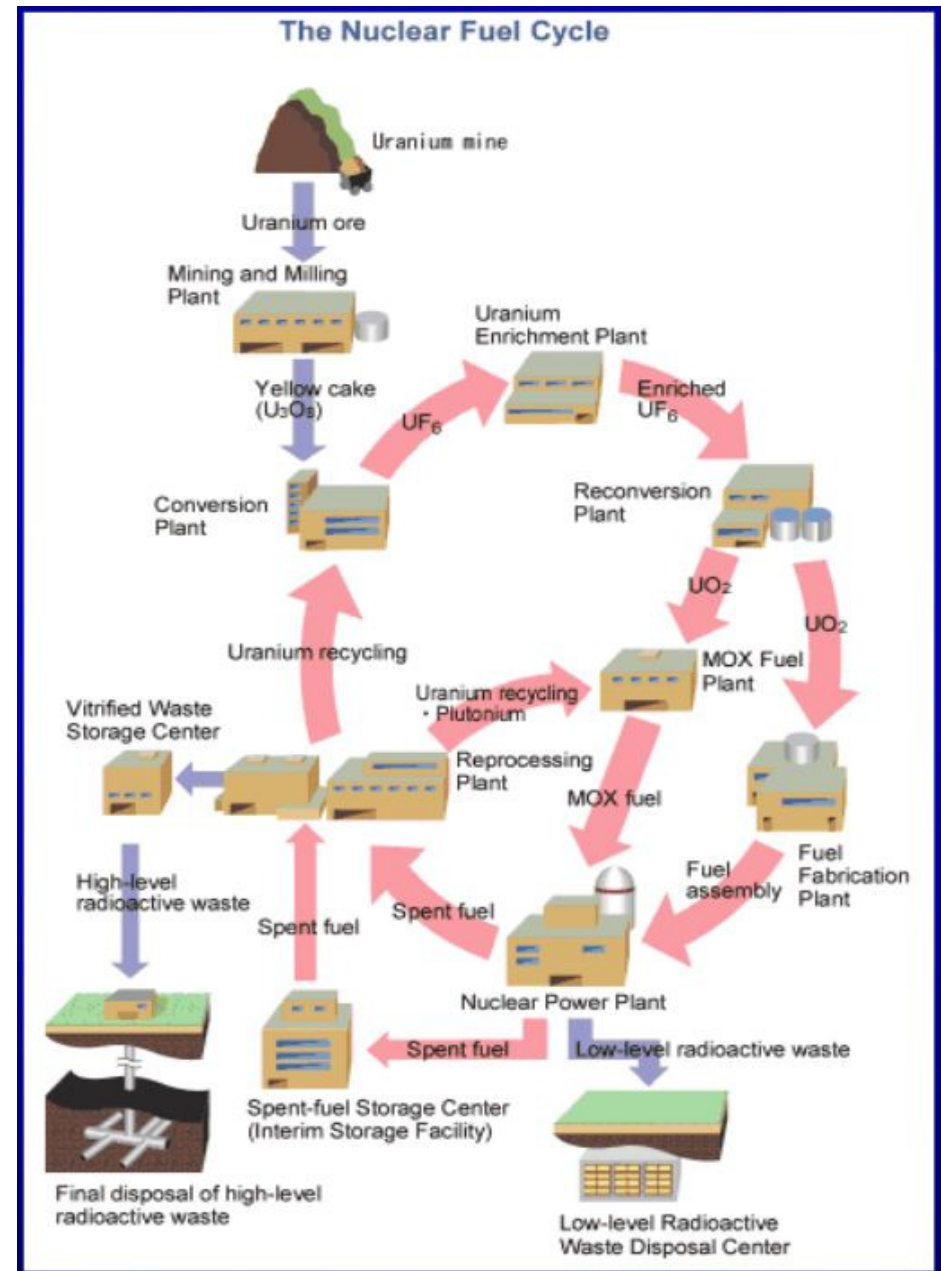 The Nuclear Fuel Cycle
Uranium mine
Uranium ore
Mining and Milling
Plant
Yellow cake
(U₃O₈)
Uranium
Enrichment Plant
UF₆
Enriched
UF₆
Conversion
Plant
Reconversion
Plant
UO₂
UO₂
Uranium recycling
MOX Fuel
Plant
Uranium recycling
・Plutonium
Vitrified Waste
Storage Center
Reprocessing
Plant
MOX fuel
Fuel
assembly
Fuel
Fabrication
Plant
High-level
radioactive waste
Spent fuel
Spent fuel
Nuclear Power Plant
Spent fuel
Low-level radioactive waste
Spent-fuel Storage Center
(Interim Storage Facility)
Final disposal of high-level
radioactive waste
Low-level Radioactive
Waste Disposal Center